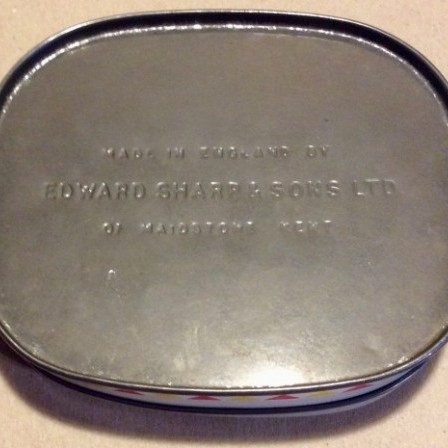 MADE IN ENGLAND BY
EDWARD SHARP & SONS LTD
OF MAIDSTONE KENT